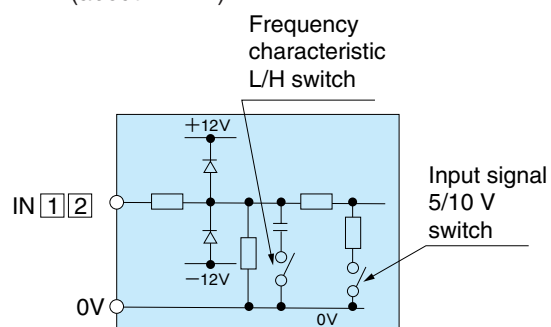 Frequency
characteristic
L/H switch
+12V
IN 1 2
Input signal
5/10 V
switch
−12V
0V
0V